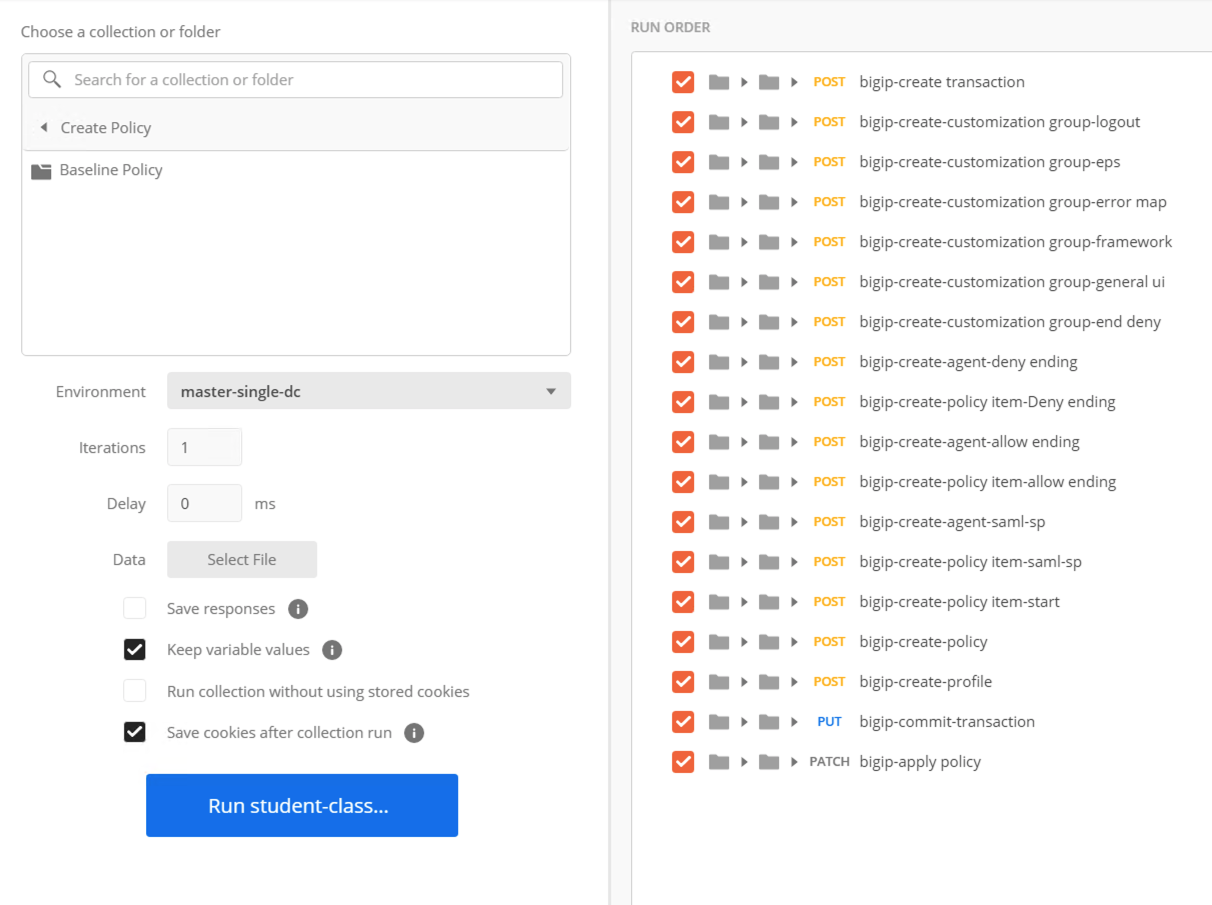 Choose a collection or folder
Search for a collection or folder
Create Policy
Baseline Policy
Environment master-single-dc
Iterations 1
Delay 0 ms
Data Select File
Save responses
Keep variable values
Run collection without using stored cookies
Save cookies after collection run
Run student-class...
RUN ORDER
POST bigip-create transaction
POST bigip-create-customization group-logout
POST bigip-create-customization group-eps
POST bigip-create-customization group-error map
POST bigip-create-customization group-framework
POST bigip-create-customization group-general ui
POST bigip-create-customization group-end deny
POST bigip-create-agent-deny ending
POST bigip-create-policy item-Deny ending
POST bigip-create-agent-allow ending
POST bigip-create-policy item-allow ending
POST bigip-create-agent-saml-sp
POST bigip-create-policy item-saml-sp
POST bigip-create-policy item-start
POST bigip-create-policy
POST bigip-create-profile
PUT bigip-commit-transaction
PATCH bigip-apply policy